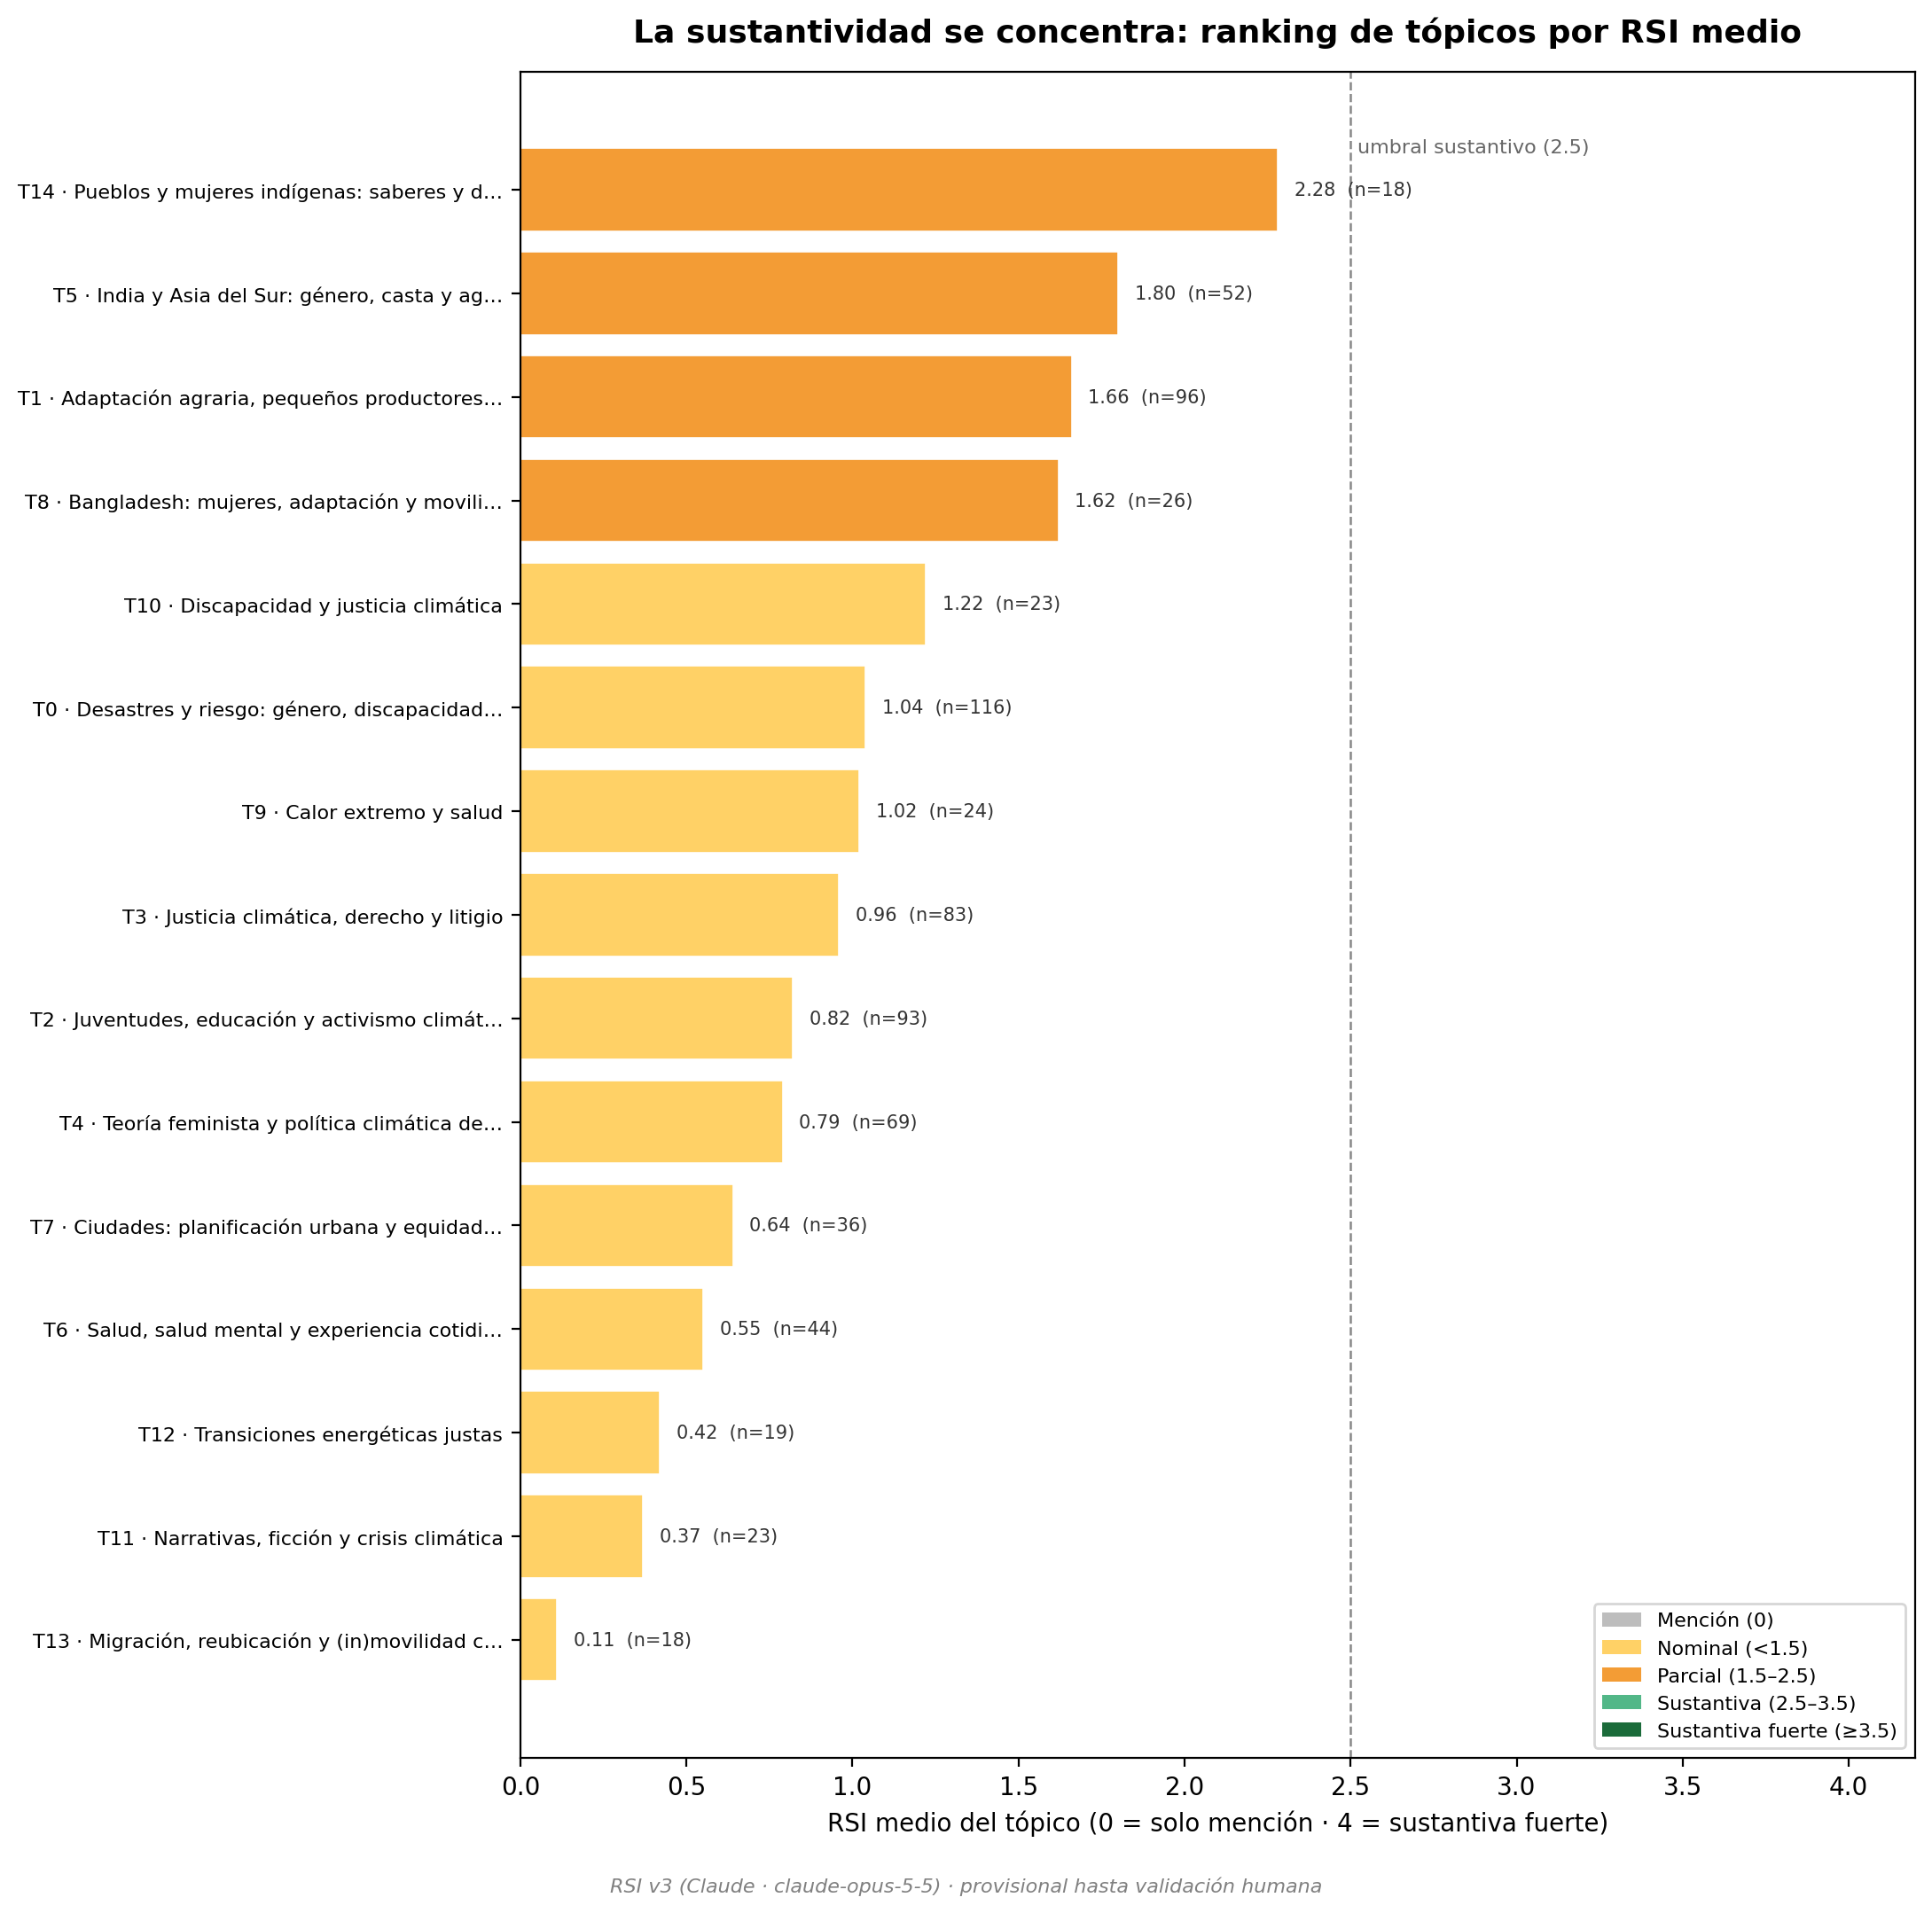 La sustantividad se concentra: ranking de tópicos por RSI medio
umbral sustantivo (2.5)
T14 · Pueblos y mujeres indígenas: saberes y d… 2.28 (n=18)
T5 · India y Asia del Sur: género, casta y ag… 1.80 (n=52)
T1 · Adaptación agraria, pequeños productores… 1.66 (n=96)
T8 · Bangladesh: mujeres, adaptación y movili… 1.62 (n=26)
T10 · Discapacidad y justicia climática 1.22 (n=23)
T0 · Desastres y riesgo: género, discapacidad… 1.04 (n=116)
T9 · Calor extremo y salud 1.02 (n=24)
T3 · Justicia climática, derecho y litigio 0.96 (n=83)
T2 · Juventudes, educación y activismo climát… 0.82 (n=93)
T4 · Teoría feminista y política climática de… 0.79 (n=69)
T7 · Ciudades: planificación urbana y equidad… 0.64 (n=36)
T6 · Salud, salud mental y experiencia cotidi… 0.55 (n=44)
T12 · Transiciones energéticas justas 0.42 (n=19)
T11 · Narrativas, ficción y crisis climática 0.37 (n=23)
T13 · Migración, reubicación y (in)movilidad c… 0.11 (n=18)
Mención (0)
Nominal (<1.5)
Parcial (1.5–2.5)
Sustantiva (2.5–3.5)
Sustantiva fuerte (≥3.5)
0.0 0.5 1.0 1.5 2.0 2.5 3.0 3.5 4.0
RSI medio del tópico (0 = solo mención · 4 = sustantiva fuerte)
RSI v3 (Claude · claude-opus-5-5) · provisional hasta validación humana